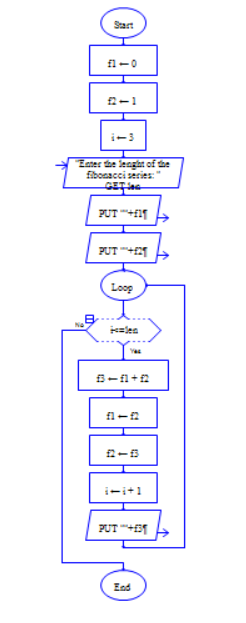 Start
f1 ← 0
f2 ← 1
i ← 3
"Enter the lenght of the
fibonacci series: "
GET len
PUT ""+f1¶
PUT ""+f2¶
Loop
i<=len
No
Yes
f3 ← f1 + f2
f1 ← f2
f2 ← f3
i ← i + 1
PUT ""+f3¶
End